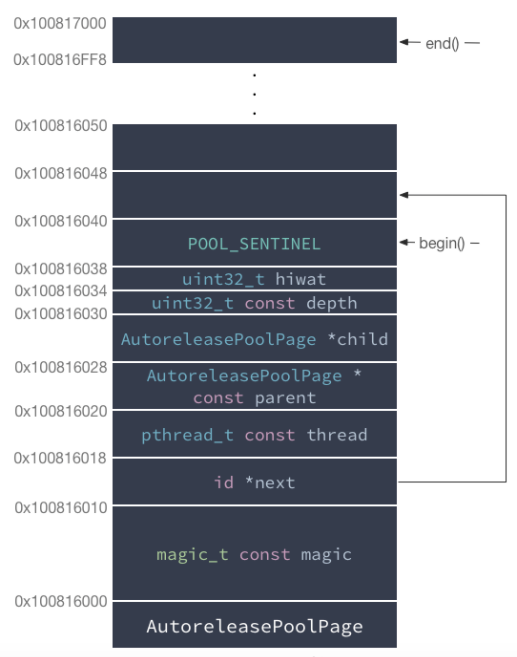 0x100817000
end()
0x100816FF8
0x100816050
0x100816048
0x100816040
POOL_SENTINEL
begin()
0x100816038
uint32_t hiwat
0x100816034
uint32_t const depth
0x100816030
AutoreleasePoolPage *child
0x100816028
AutoreleasePoolPage *
const parent
0x100816020
pthread_t const thread
0x100816018
id *next
0x100816010
magic_t const magic
0x100816000
AutoreleasePoolPage